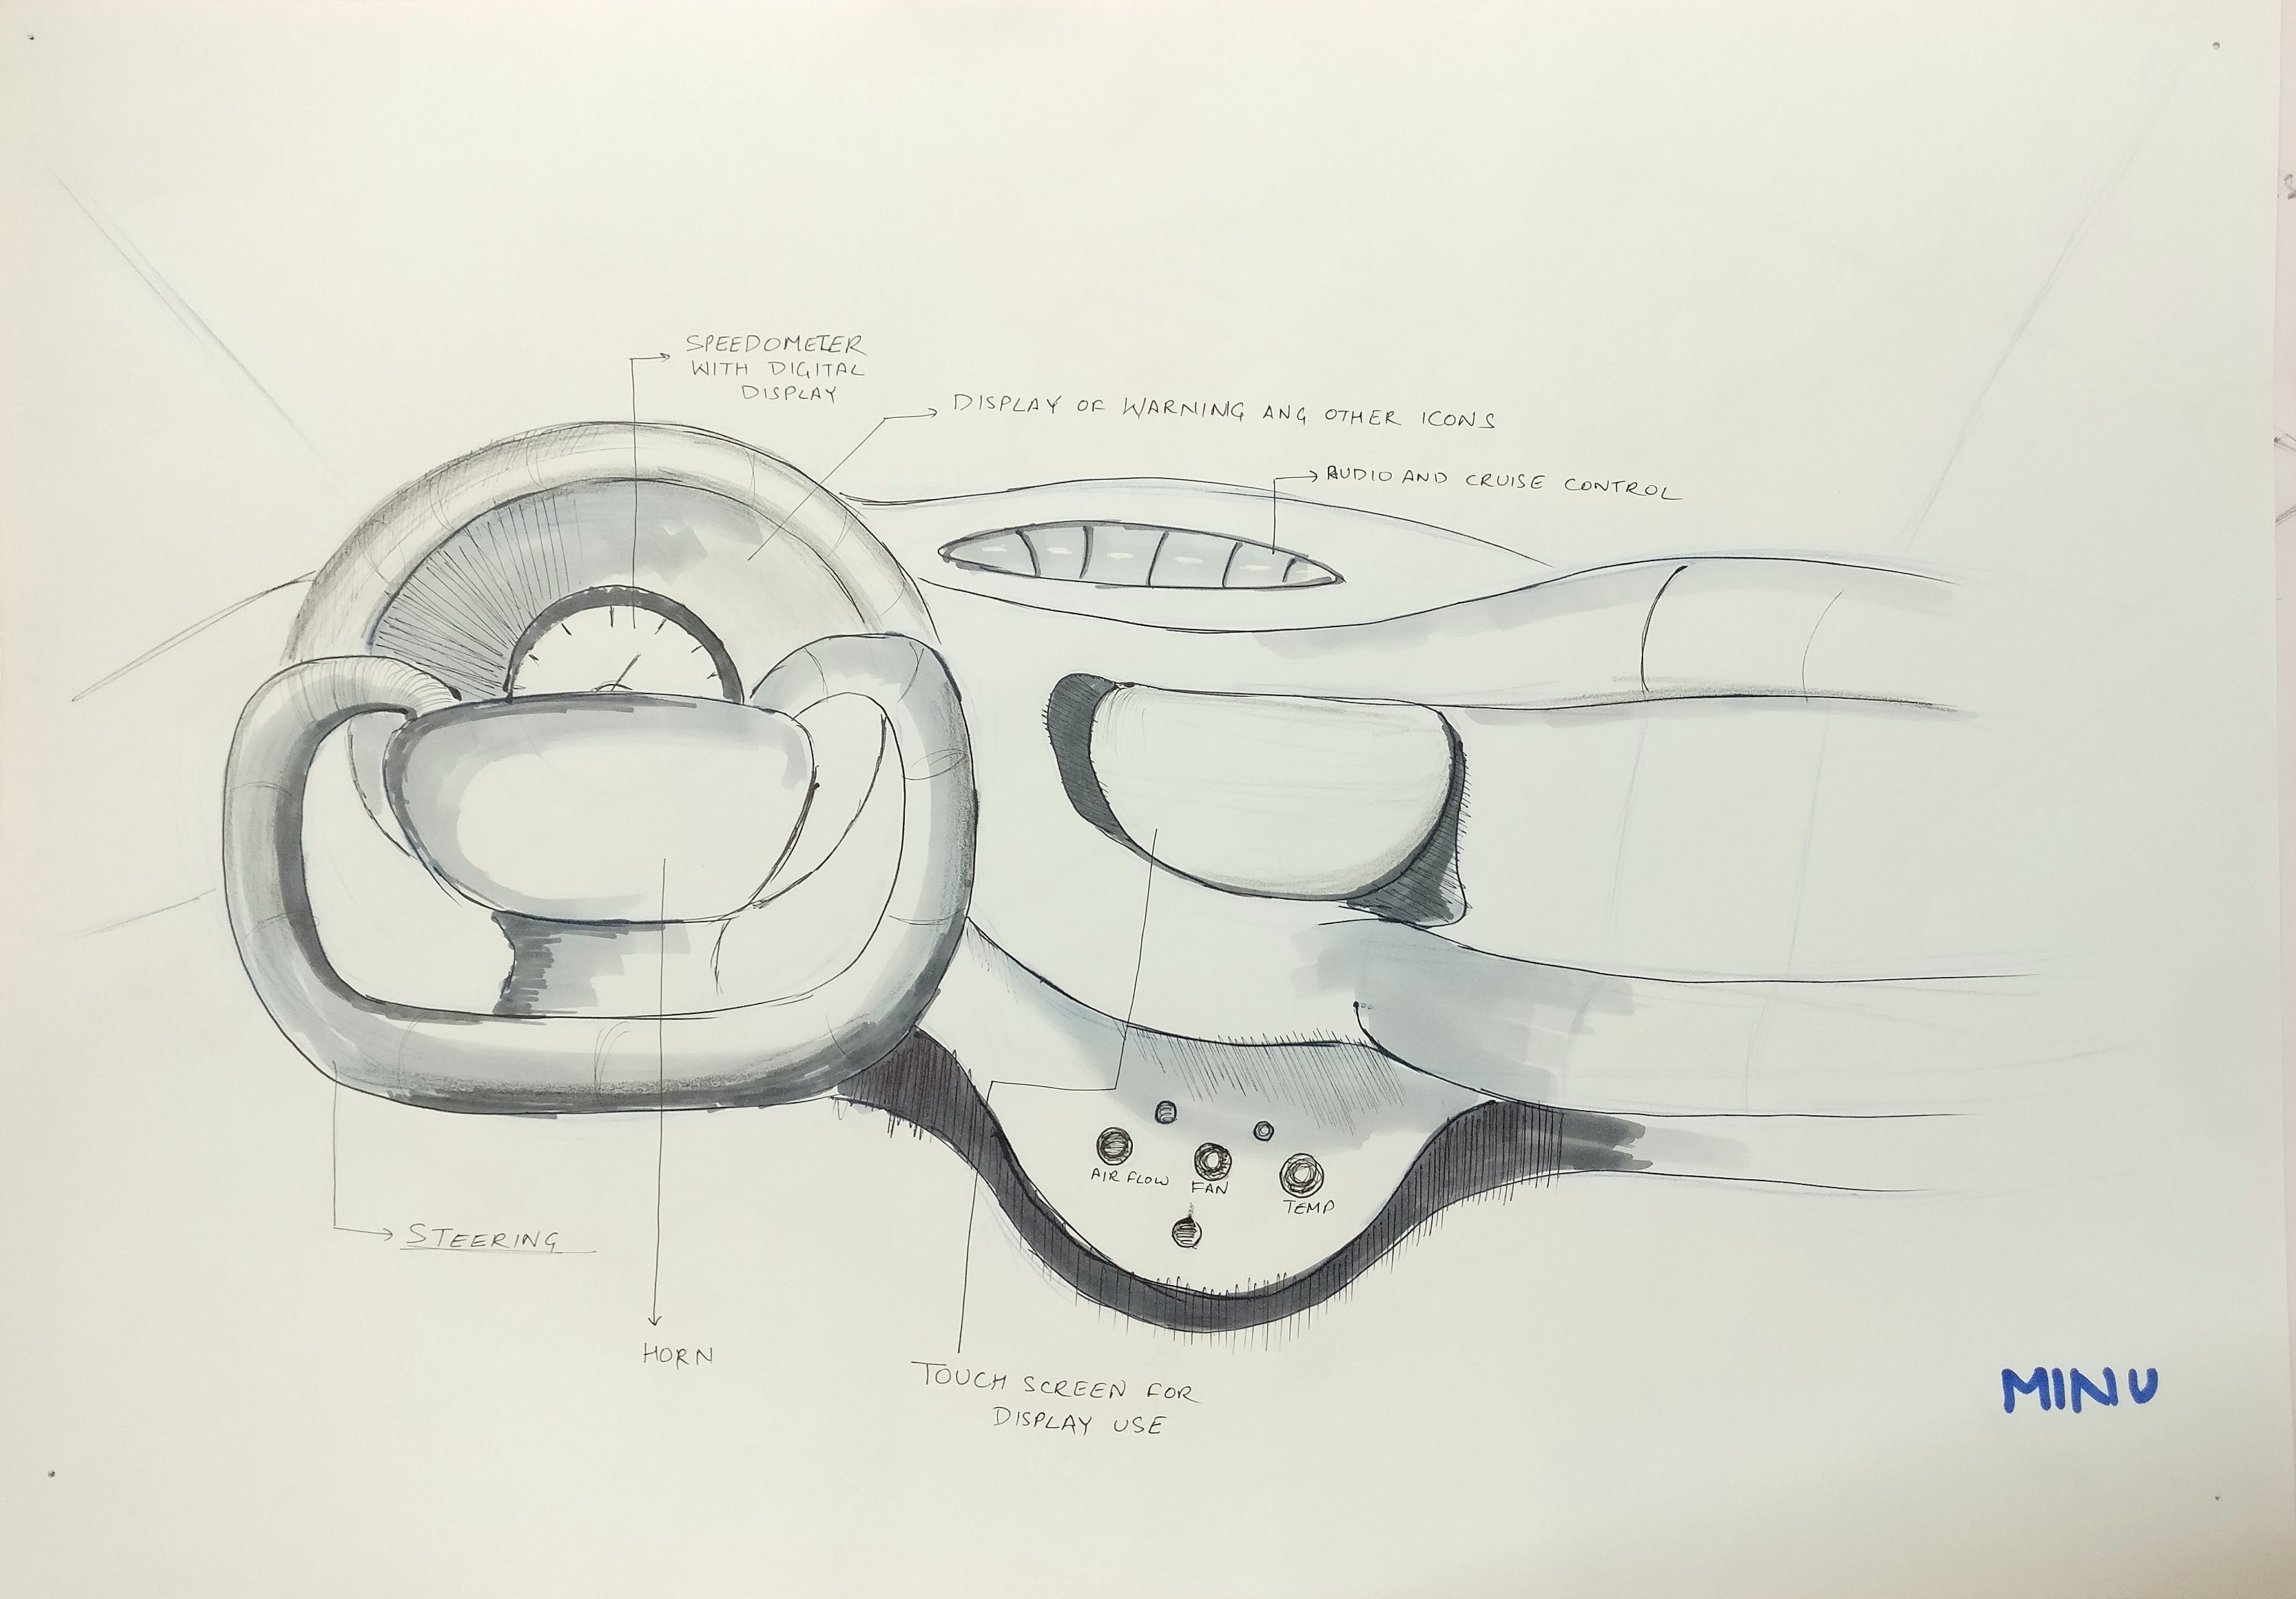 SPEEDOMETER
WITH DIGITAL
DISPLAY
DISPLAY OF WARNING ANG OTHER ICONS
AUDIO AND CRUISE CONTROL
AIR FLOW
FAN
TEMP
STEERING
HORN
TOUCH SCREEN FOR
DISPLAY USE
MINU